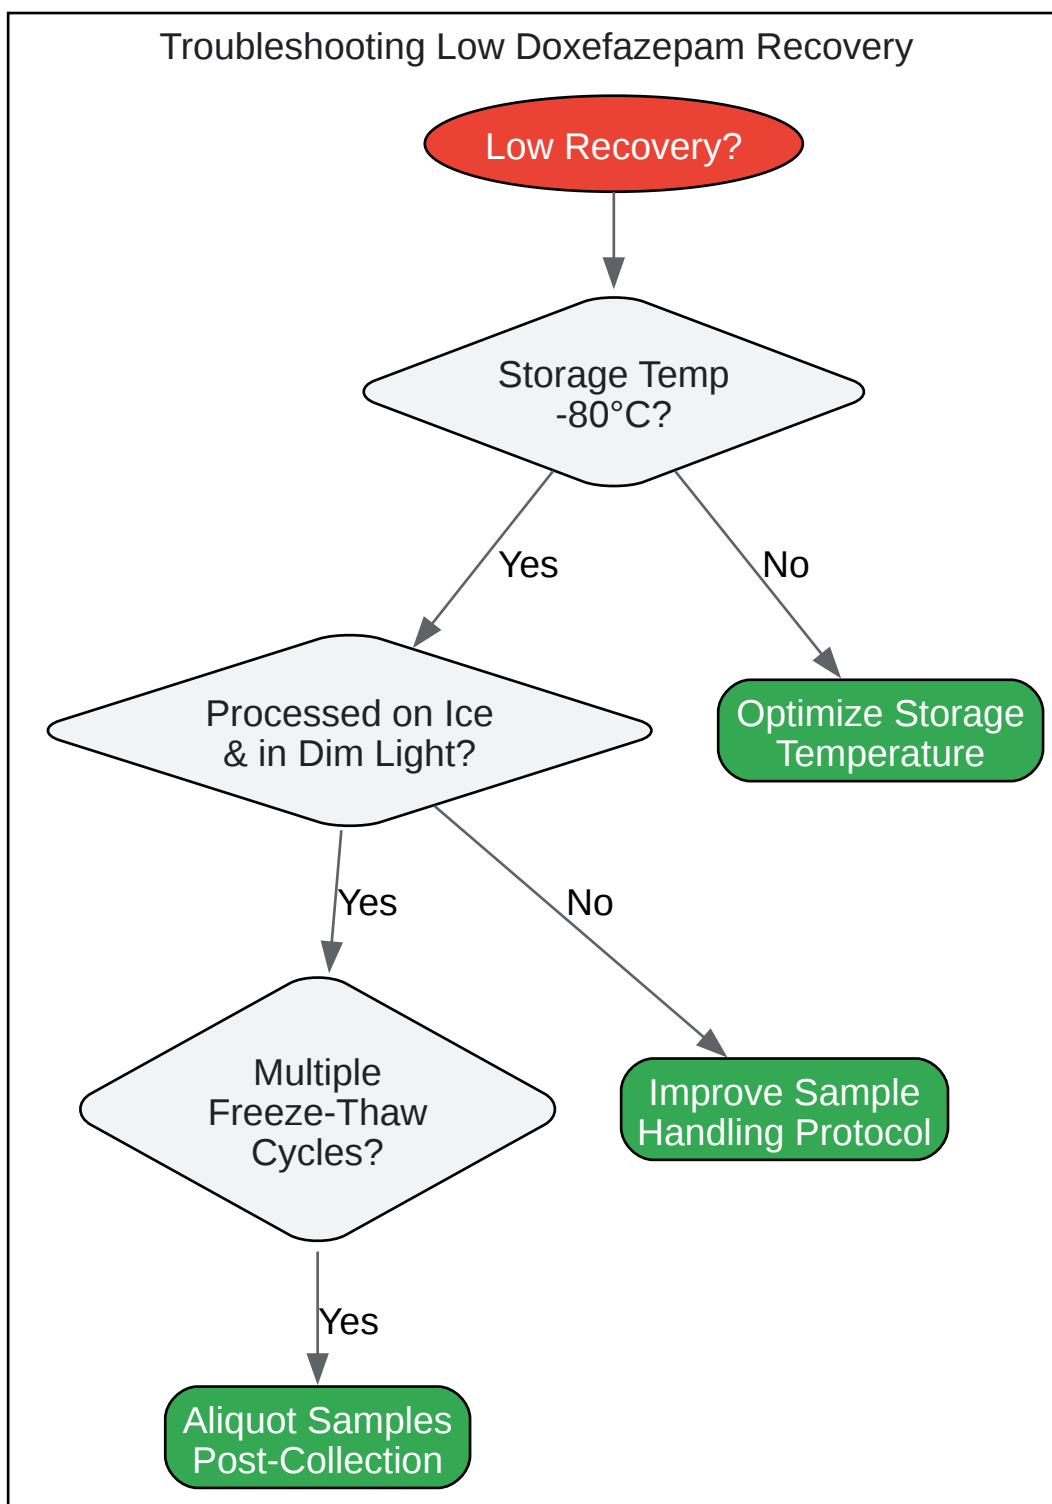 Troubleshooting Low Doxefazepam Recovery
Low Recovery?
Storage Temp
-80°C?
Yes
No
Processed on Ice
& in Dim Light?
Optimize Storage
Temperature
Yes
No
Multiple
Freeze-Thaw
Cycles?
Improve Sample
Handling Protocol
Yes
Aliquot Samples
Post-Collection